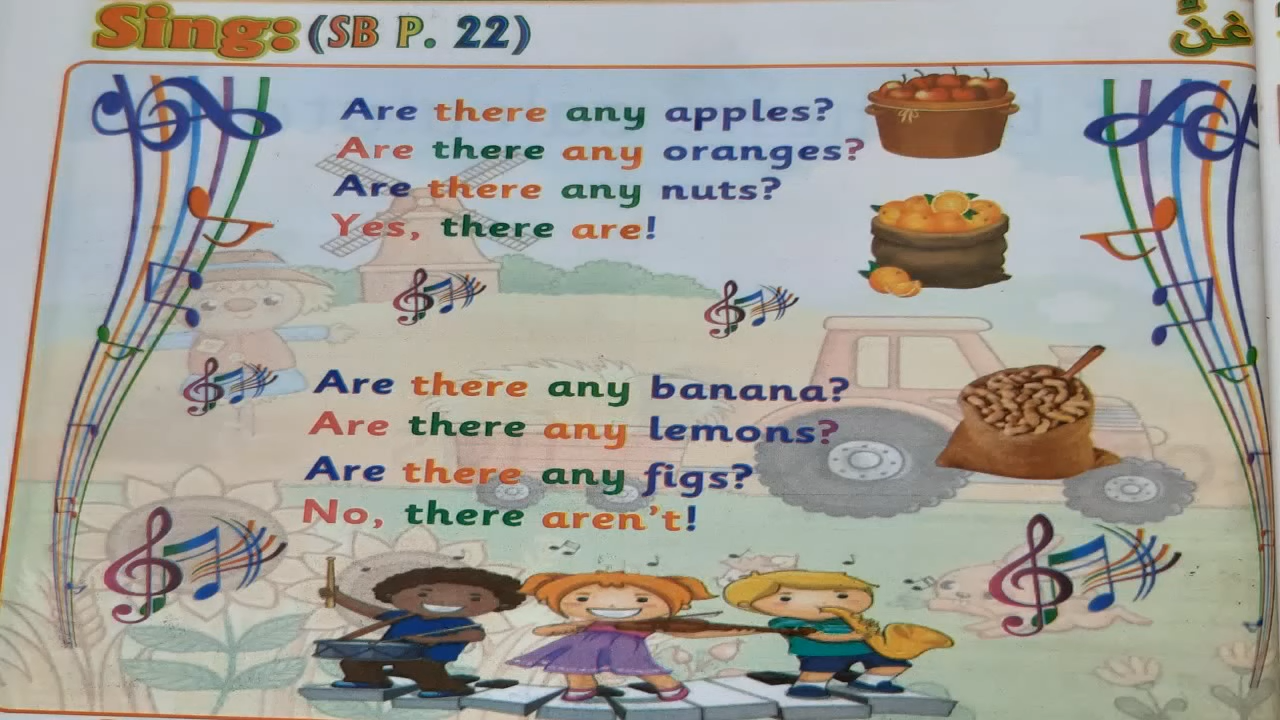 Sing: (SB P. 22)
غنِّ
Are there any apples?
Are there any oranges?
Are there any nuts?
Yes, there are!
Are there any banana?
Are there any lemons?
Are there any figs?
No, there aren't!